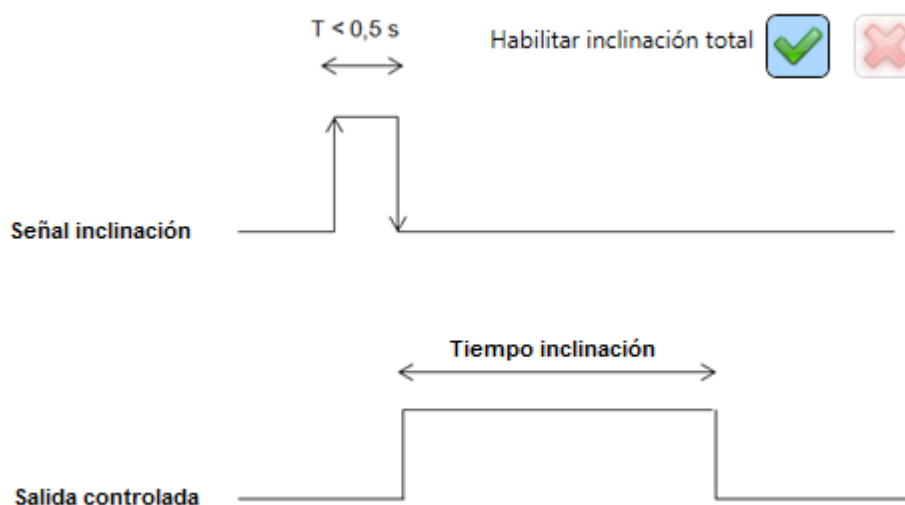 T < 0,5 s
Habilitar inclinación total
Señal inclinación
Tiempo inclinación
Salida controlada